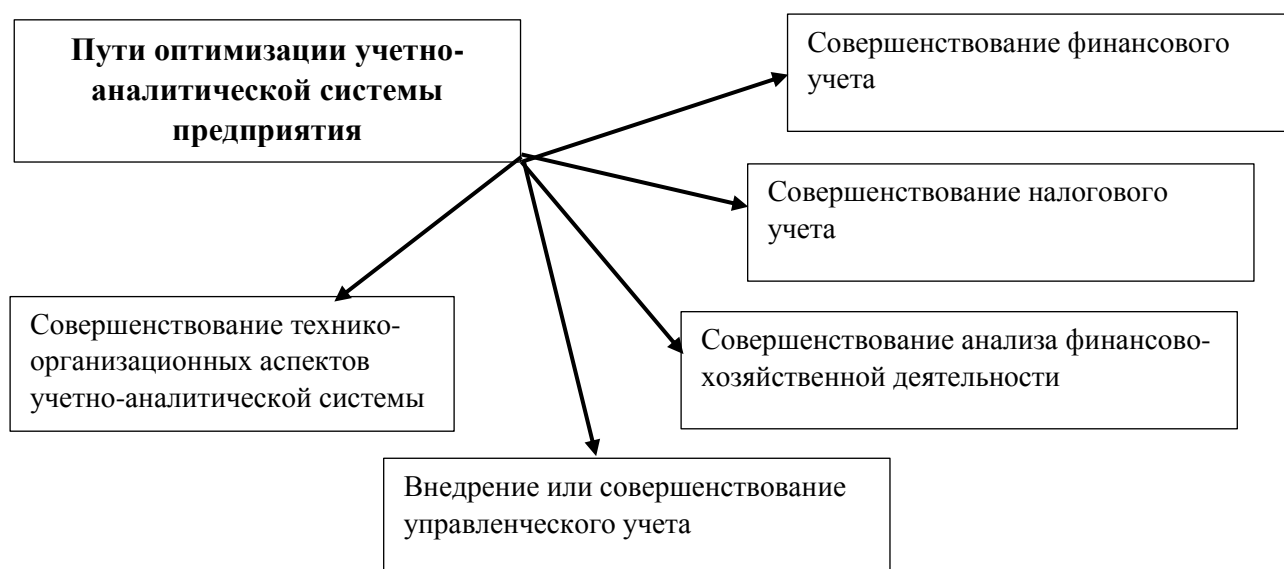 Пути оптимизации учетно-
аналитической системы
предприятия
Совершенствование финансового
учета
Совершенствование налогового
учета
Совершенствование анализа финансово-
хозяйственной деятельности
Внедрение или совершенствование
управленческого учета
Совершенствование технико-
организационных аспектов
учетно-аналитической системы